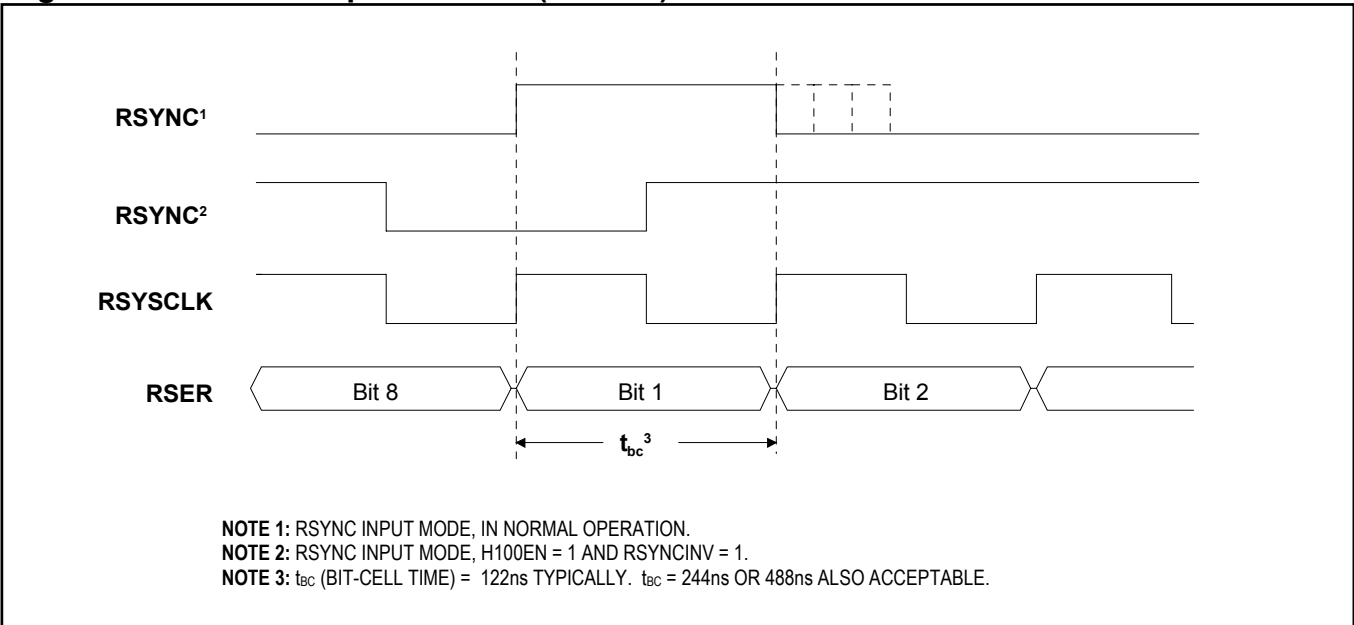 RSYNC¹
RSYNC²
RSYSCLK
RSER
Bit 8
Bit 1
Bit 2
tbc³
NOTE 1: RSYNC INPUT MODE, IN NORMAL OPERATION.
NOTE 2: RSYNC INPUT MODE, H100EN = 1 AND RSYNCINV = 1.
NOTE 3: tBC (BIT-CELL TIME) = 122ns TYPICALLY. tBC = 244ns OR 488ns ALSO ACCEPTABLE.